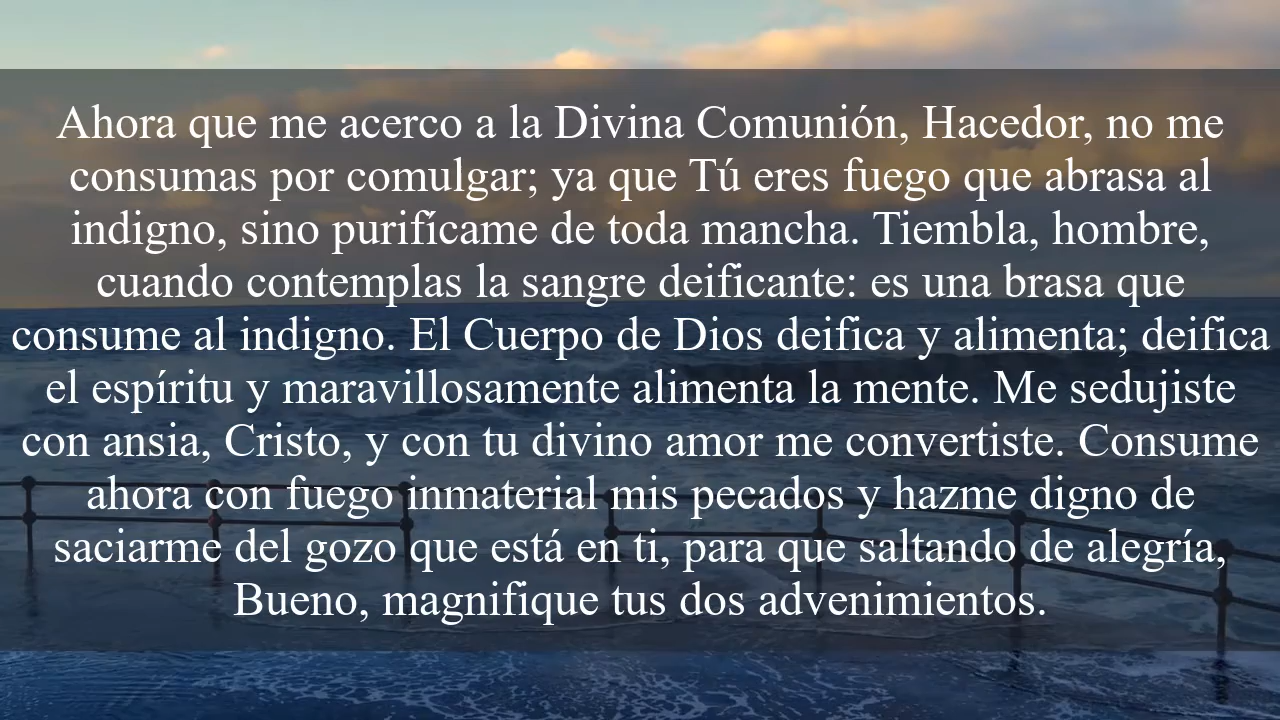 Ahora que me acerco a la Divina Comunión, Hacedor, no me
consumas por comulgar; ya que Tú eres fuego que abrasa al
indigno, sino purifícame de toda mancha. Tiembla, hombre,
cuando contemplas la sangre deificante: es una brasa que
consume al indigno. El Cuerpo de Dios deifica y alimenta; deifica
el espíritu y maravillosamente alimenta la mente. Me sedujiste
con ansia, Cristo, y con tu divino amor me convertiste. Consume
ahora con fuego inmaterial mis pecados y hazme digno de
saciarme del gozo que está en ti, para que saltando de alegría,
Bueno, magnifique tus dos advenimientos.